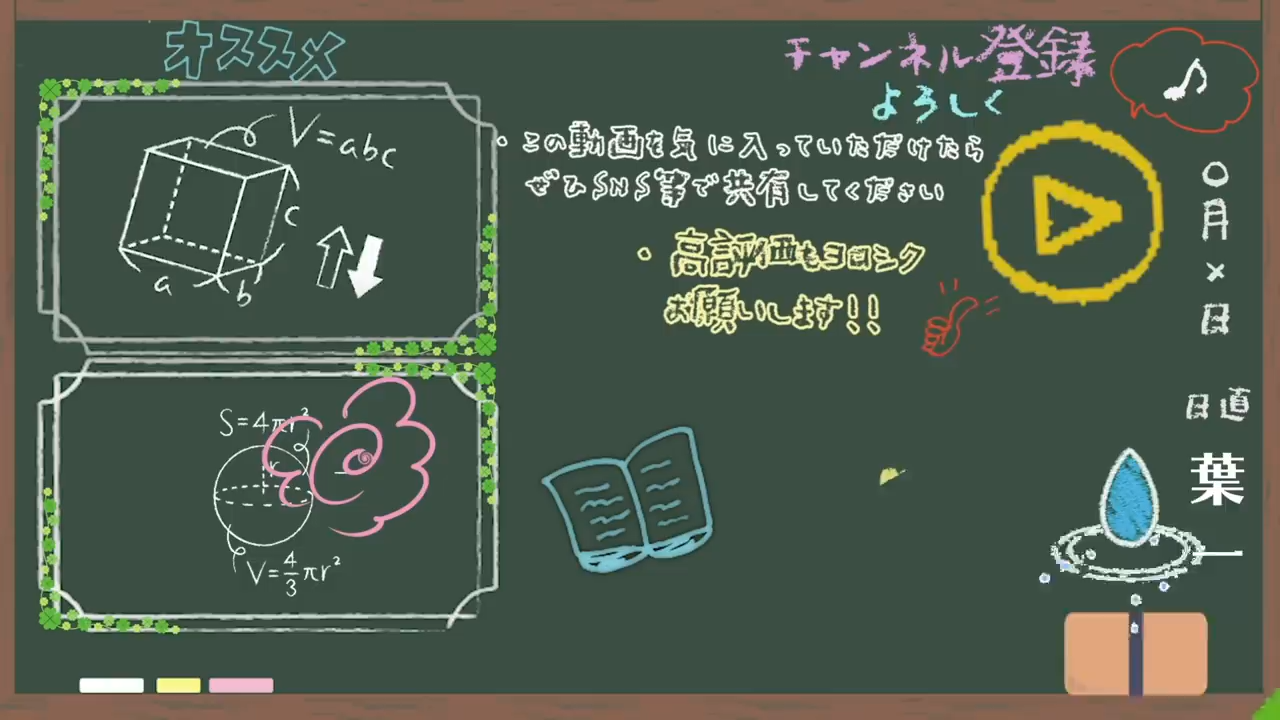 オススメ
V=abc
c
a
b
S=4πr²
r
V=4/3πr²
チャンネル登録
よろしく
・この動画を気に入っていただけたら
ぜひSNS等で共有してください
・高評価もヨロシク
お願いします!!
○月×日
日直
葉一